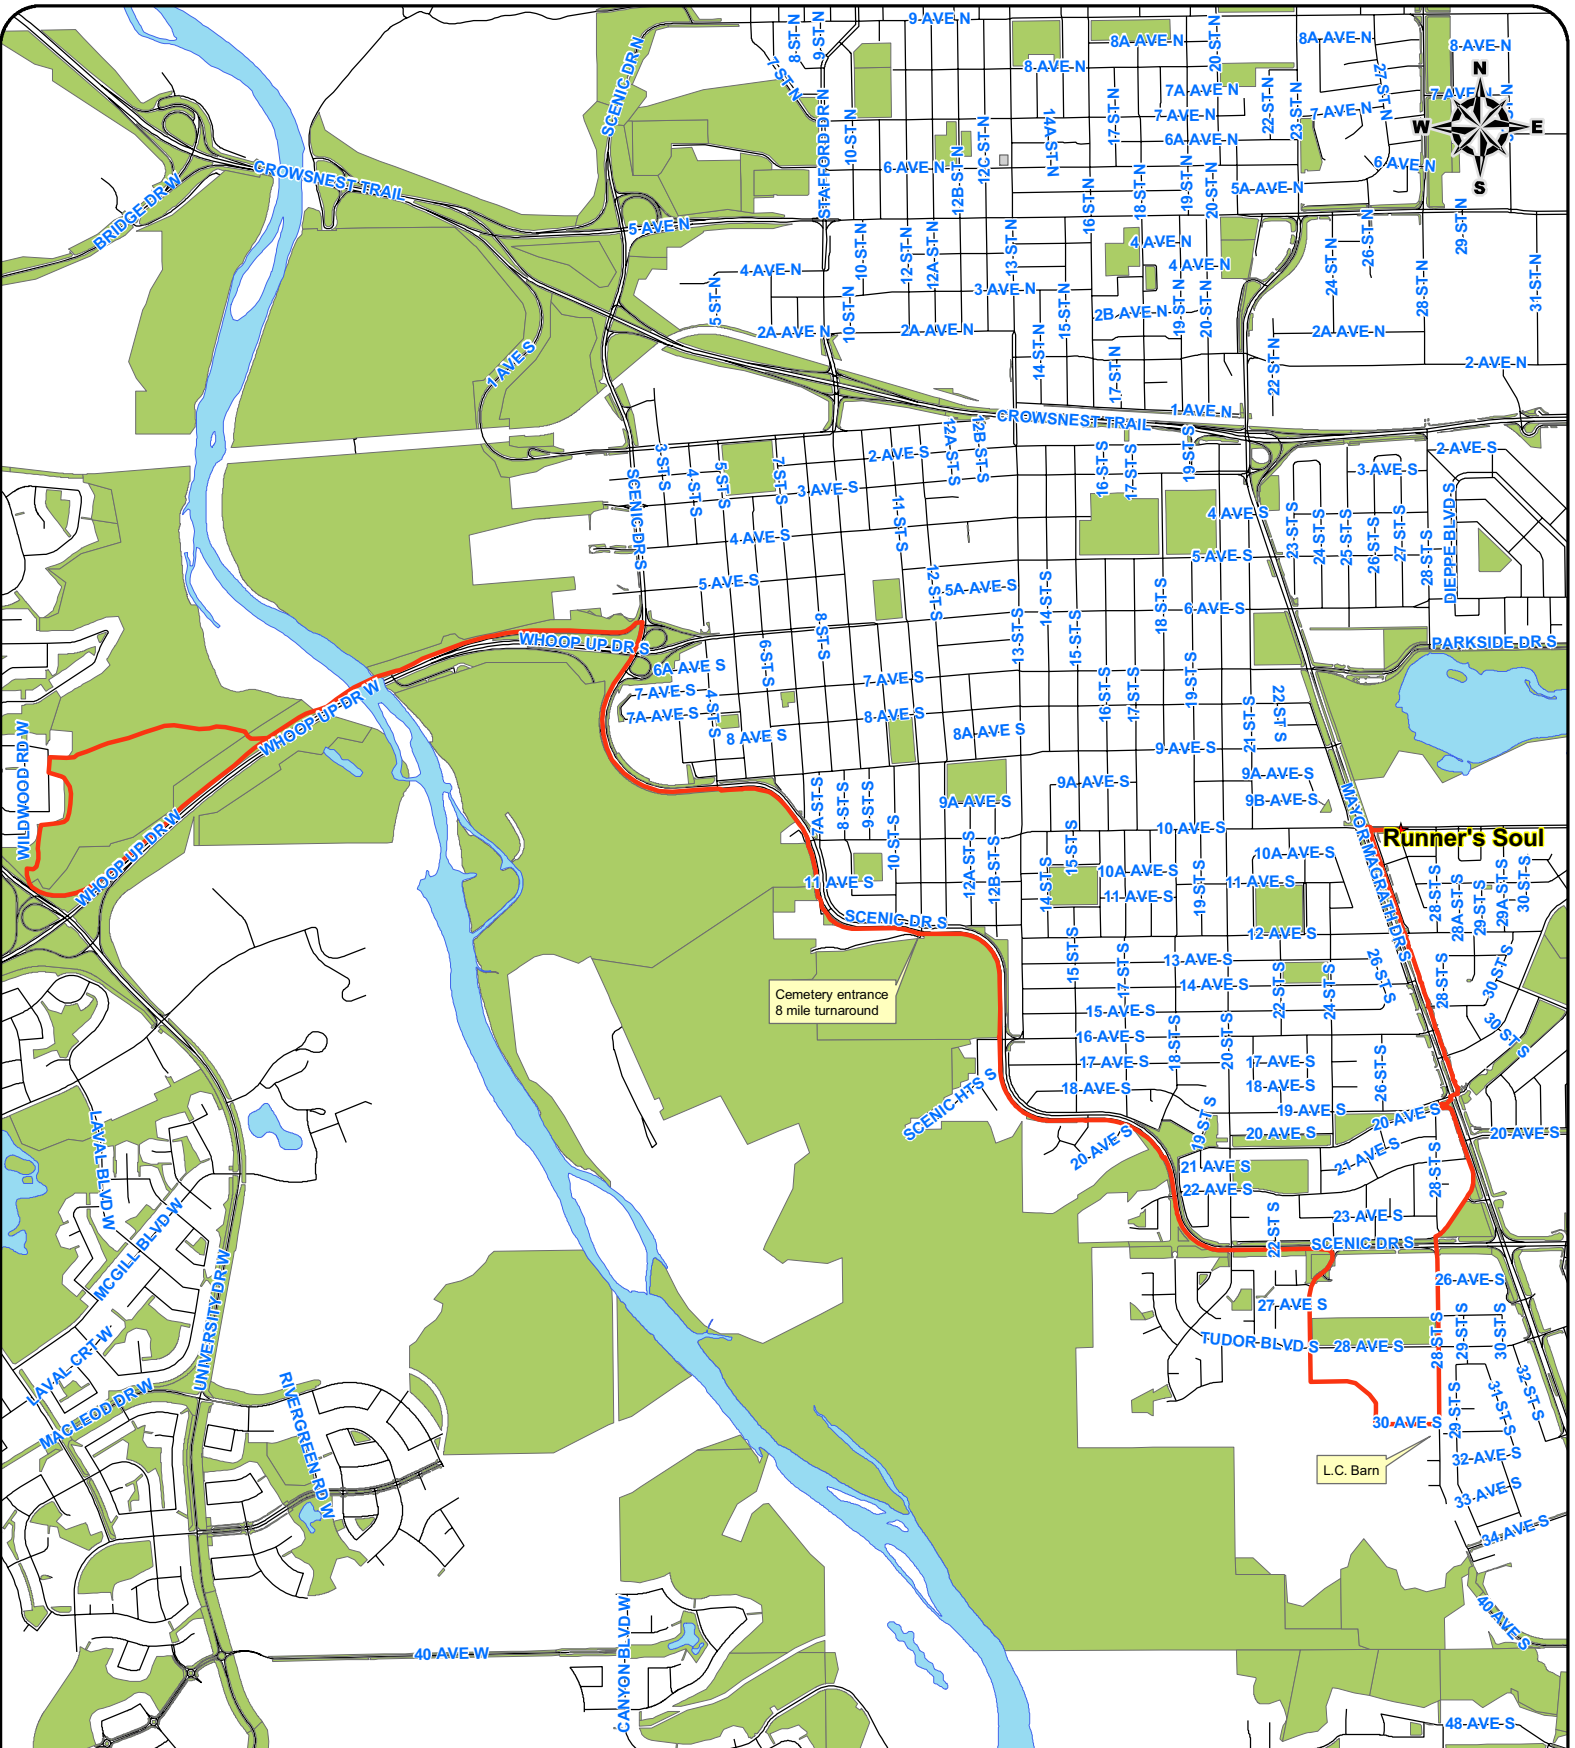 9 AVE N
8-ST-N
9-ST-N
20-ST-N
8A-AVE-N
8A-AVE-N
8-AVE-N
SCENIC DR N
7-ST-N
8-AVE-N
27-ST-N
N
7A-AVE N
22-ST-N
23-ST-N
7-AVE N
STAFFORD DR N
10-ST-N
14A-ST-N
17-ST-N
7-AVE-N
7-AVE-N
W
E
12C-ST-N
6A-AVE N
6-AVE-N
12B-ST-N
6-AVE-N
S
CROWSNEST TRAIL
BRIDGE DR W
16-ST-N
18-ST-N
19-ST-N
20-ST-N
5A-AVE-N
5 AVE N
10-ST-N
12-ST-N
12A-ST-N
13-ST-N
4 AVE N
26-ST-N
29-ST-N
4-AVE-N
4 AVE-N
24-ST-N
28-ST-N
31-ST-N
5-ST-N
10-ST-N
3-AVE N
15-ST-N
2B-AVE-N
19-ST-N
20-ST-N
2A-AVE N
2A-AVE-N
14-ST-N
2A-AVE-N
1 AVE S
17-ST-N
22-ST-N
2-AVE-N
CROWSNEST TRAIL
1 AVE N
3-ST-S
4-ST-S
5-ST-S
7-ST-S
2-AVE-S
12A-ST-S
12B-ST-S
16-ST-S
17-ST-S
19-ST-S
2-AVE-S
SCENIC-DR-S
3-AVE S
3-AVE-S
11-ST-S
4-AVE S
23-ST-S
24-ST-S
25-ST-S
26-ST-S
27-ST-S
28-ST-S
DIEPPE-BLVD-S
4-AVE-S
5-AVE-S
5-AVE-S
12-ST-S
5A-AVE-S
14-ST-S
18-ST-S
6-AVE-S
WHOOP UP DR S
6-ST-S
8-ST-S
13-ST-S
15-ST-S
PARKSIDE DR S
6A-AVE S
7-AVE-S
7-AVE-S
16-ST-S
17-ST-S
19-ST-S
21-ST-S
22-ST S
WHOOP UP DR W
7A-AVE-S
4-ST-S
8-AVE-S
8 AVE S
8A-AVE S
9-AVE-S
WILDWOOD-RD W
7A-ST-S
8-ST-S
9-ST-S
9A-AVE S
9A-AVE-S
9A-AVE-S
9B-AVE-S
MAYOR-MAGRATH-DR-S
WHOOP-UP-DR-W
10-ST-S
15-ST-S
10-AVE-S
Runner's Soul
11 AVE S
12A-ST-S
12B-ST-S
14-ST-S
10A-AVE-S
10A-AVE-S
11-AVE-S
19-ST-S
11-AVE-S
28-ST-S
28A-ST-S
29-ST-S
29A-ST-S
30-ST-S
SCENIC DR S
12-AVE S
15-ST-S
17-ST-S
13-AVE-S
14-AVE-S
22-ST-S
24-ST-S
26-ST-S
28-ST-S
30-ST-S
Cemetery entrance
8 mile turnaround
15-AVE-S
16-AVE-S
18-ST-S
20-ST-S
30 ST S
17-AVE-S
17-AVE-S
26-ST-S
SCENIC-HTS S
18-AVE-S
18-AVE-S
LAVAL-BLVD-W
20-AVE S
19-ST S
19-AVE S
20-AVE-S
20-AVE-S
20-AVE S
21 AVE S
21-AVE-S
28-ST-S
22-AVE-S
MCGILL-BLVD-W
22-ST S
23-AVE-S
SCENIC DR S
UNIVERSITY-DR-W
26-AVE-S
27-AVE S
LAVAL-CRT-W
TUDOR-BLVD-S
28-AVE S
28-ST-S
29-ST-S
30-ST-S
MACLEOD DR W
RIVERGREEN-RD W
29-ST-S
31-ST-S
32-ST-S
30-AVE S
L.C. Barn
32-AVE S
33-AVE S
34-AVE-S
40-AVE-S
40-AVE W
CANYON-BLVD-W
48-AVE S